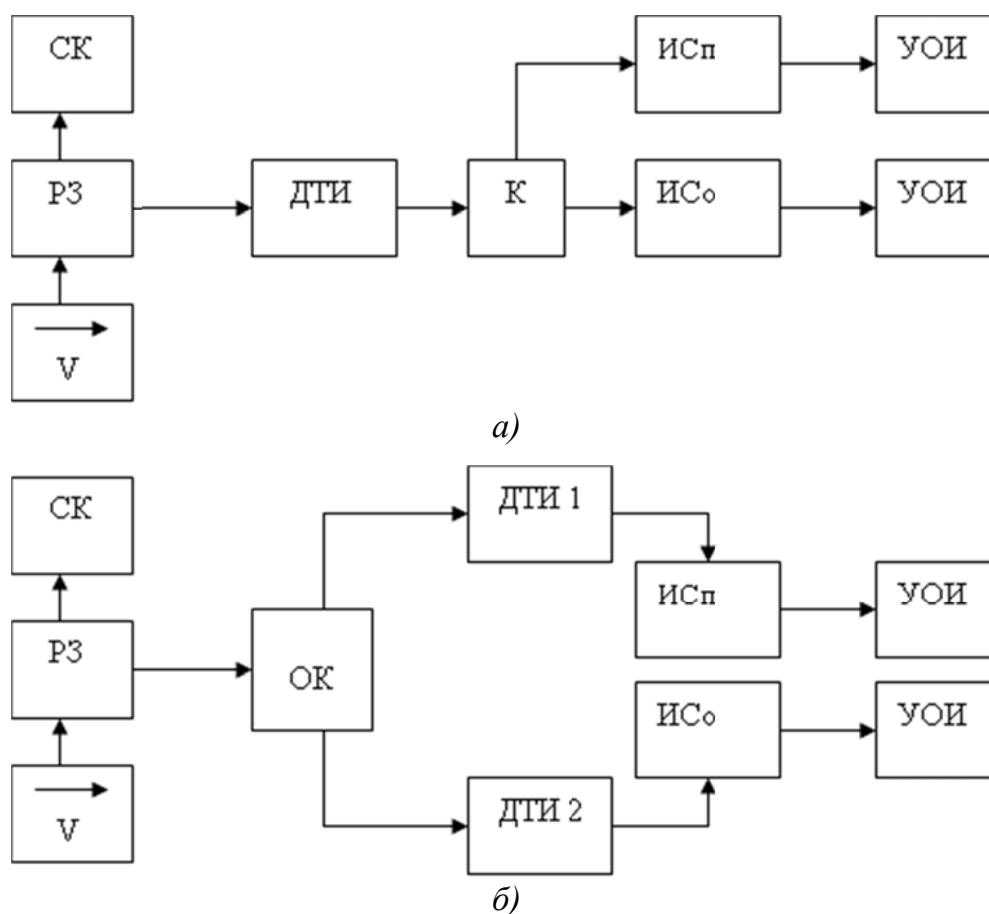 СК
ИСп
УОИ
РЗ
ДТИ
К
ИСо
УОИ
V
а)
СК
ДТИ 1
ИСп
УОИ
РЗ
ОК
ИСо
УОИ
V
ДТИ 2
б)